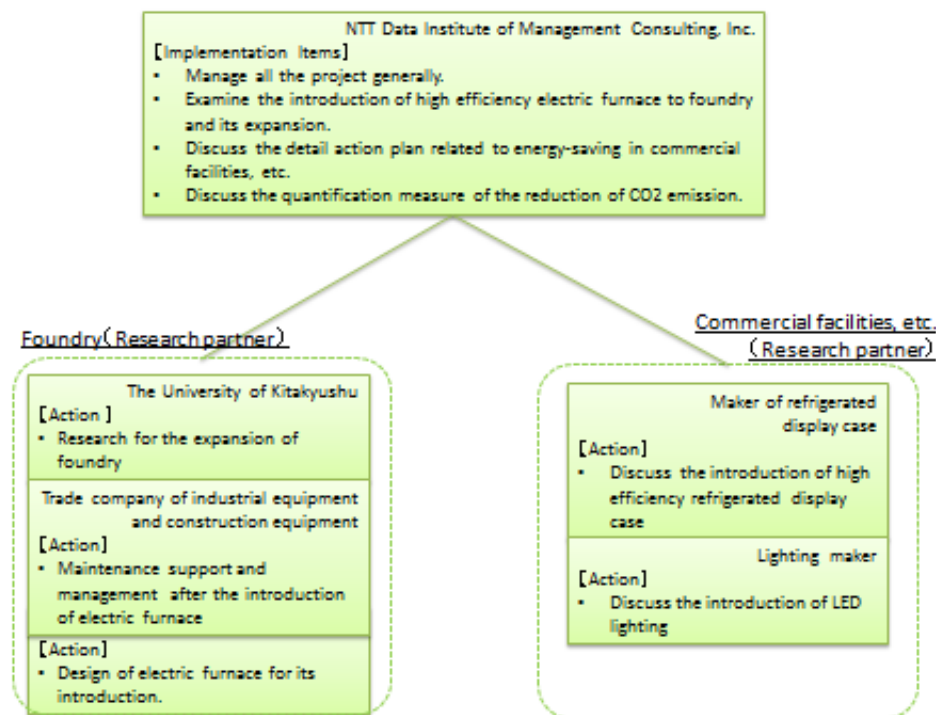 NTT Data Institute of Management Consulting, Inc.
【Implementation Items】
• Manage all the project generally.
• Examine the introduction of high efficiency electric furnace to foundry
and its expansion.
• Discuss the detail action plan related to energy-saving in commercial
facilities, etc.
• Discuss the quantification measure of the reduction of CO2 emission.
Foundry(Research partner)
The University of Kitakyushu
【Action】
• Research for the expansion of
foundry
Trade company of industrial equipment
and construction equipment
【Action】
• Maintenance support and
management after the introduction
of electric furnace
【Action】
• Design of electric furnace for its
introduction.
Commercial facilities, etc.
(Research partner)
Maker of refrigerated
display case
【Action】
• Discuss the introduction of high
efficiency refrigerated display
case
Lighting maker
【Action】
• Discuss the introduction of LED
lighting